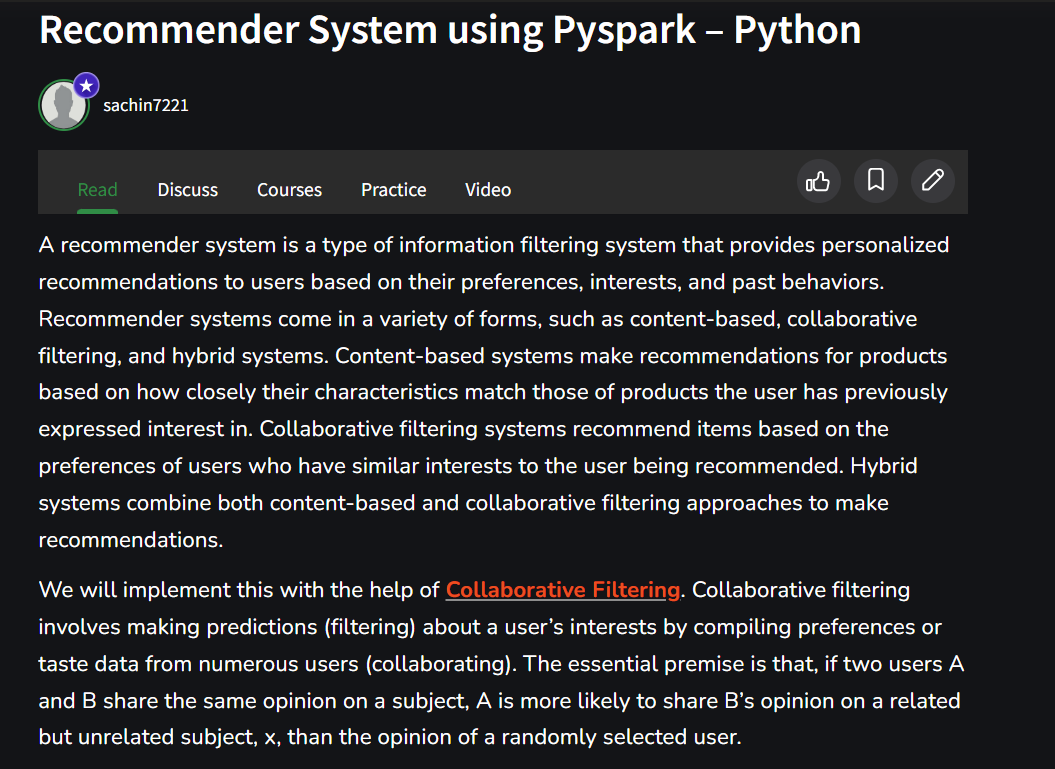 Recommender System using Pyspark – Python
sachin7221
Read Discuss Courses Practice Video
A recommender system is a type of information filtering system that provides personalized
recommendations to users based on their preferences, interests, and past behaviors.
Recommender systems come in a variety of forms, such as content-based, collaborative
filtering, and hybrid systems. Content-based systems make recommendations for products
based on how closely their characteristics match those of products the user has previously
expressed interest in. Collaborative filtering systems recommend items based on the
preferences of users who have similar interests to the user being recommended. Hybrid
systems combine both content-based and collaborative filtering approaches to make
recommendations.
We will implement this with the help of Collaborative Filtering. Collaborative filtering
involves making predictions (filtering) about a user’s interests by compiling preferences or
taste data from numerous users (collaborating). The essential premise is that, if two users A
and B share the same opinion on a subject, A is more likely to share B’s opinion on a related
but unrelated subject, x, than the opinion of a randomly selected user.